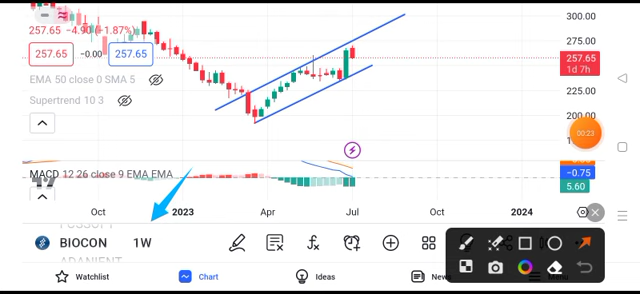 300.00
257.65 −4.90 (−1.87%)
275.00
257.65 −0.00 257.65
257.65
1d 7h
EMA 50 close 0 SMA 5
Supertrend 10 3
225.00
200.00
00:23
MACD 12 26 close 9 EMA EMA
−0.75
5.60
Oct 2023 Apr Jul Oct 2024
BIOCON 1W
ADANIENT
Watchlist Chart Ideas News